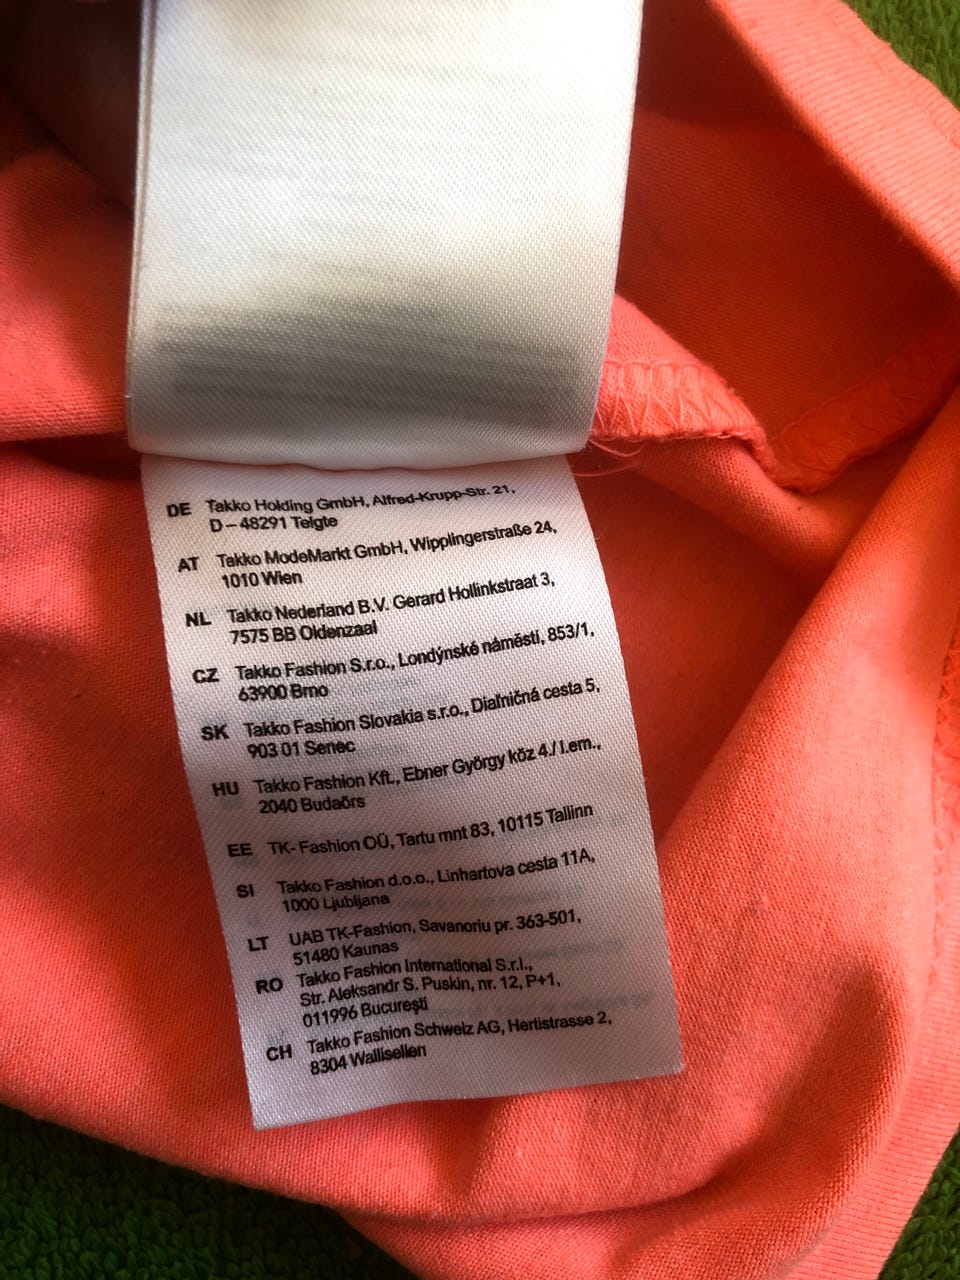 DE Takko Holding GmbH, Alfred-Krupp-Str. 21,
D – 48291 Telgte
AT Takko ModeMarkt GmbH, Wipplingerstraße 24,
1010 Wien
NL Takko Nederland B.V. Gerard Hollinkstraat 3,
7575 BB Oldenzaal
CZ Takko Fashion S.r.o., Londýnské náměstí, 853/1,
63900 Brno
SK Takko Fashion Slovakia s.r.o., Diaľničná cesta 5,
903 01 Senec
HU Takko Fashion Kft., Ebner György köz 4./ I.em.,
2040 Budaörs
EE TK- Fashion OÜ, Tartu mnt 83, 10115 Tallinn
SI Takko Fashion d.o.o., Linhartova cesta 11A,
1000 Ljubljana
LT UAB TK-Fashion, Savanoriu pr. 363-501,
51480 Kaunas
RO Takko Fashion International S.r.l.,
Str. Aleksandr S. Puskin, nr. 12, P+1,
011996 Bucureşti
CH Takko Fashion Schweiz AG, Hertistrasse 2,
8304 Wallisellen